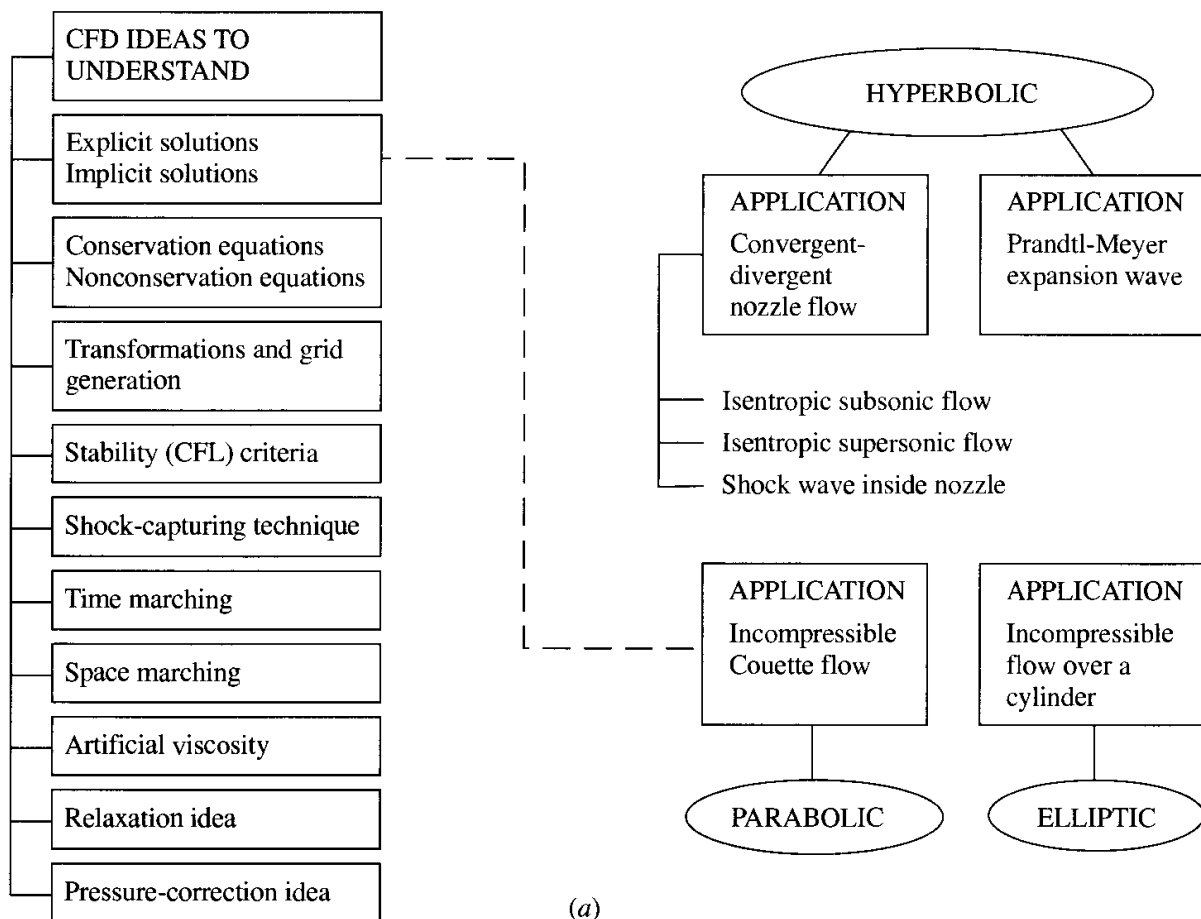 CFD IDEAS TO
UNDERSTAND
Explicit solutions
Implicit solutions
Conservation equations
Nonconservation equations
Transformations and grid
generation
Stability (CFL) criteria
Shock-capturing technique
Time marching
Space marching
Artificial viscosity
Relaxation idea
Pressure-correction idea
HYPERBOLIC
APPLICATION
Convergent-
divergent
nozzle flow
APPLICATION
Prandtl-Meyer
expansion wave
Isentropic subsonic flow
Isentropic supersonic flow
Shock wave inside nozzle
APPLICATION
Incompressible
Couette flow
APPLICATION
Incompressible
flow over a
cylinder
PARABOLIC
ELLIPTIC
(a)